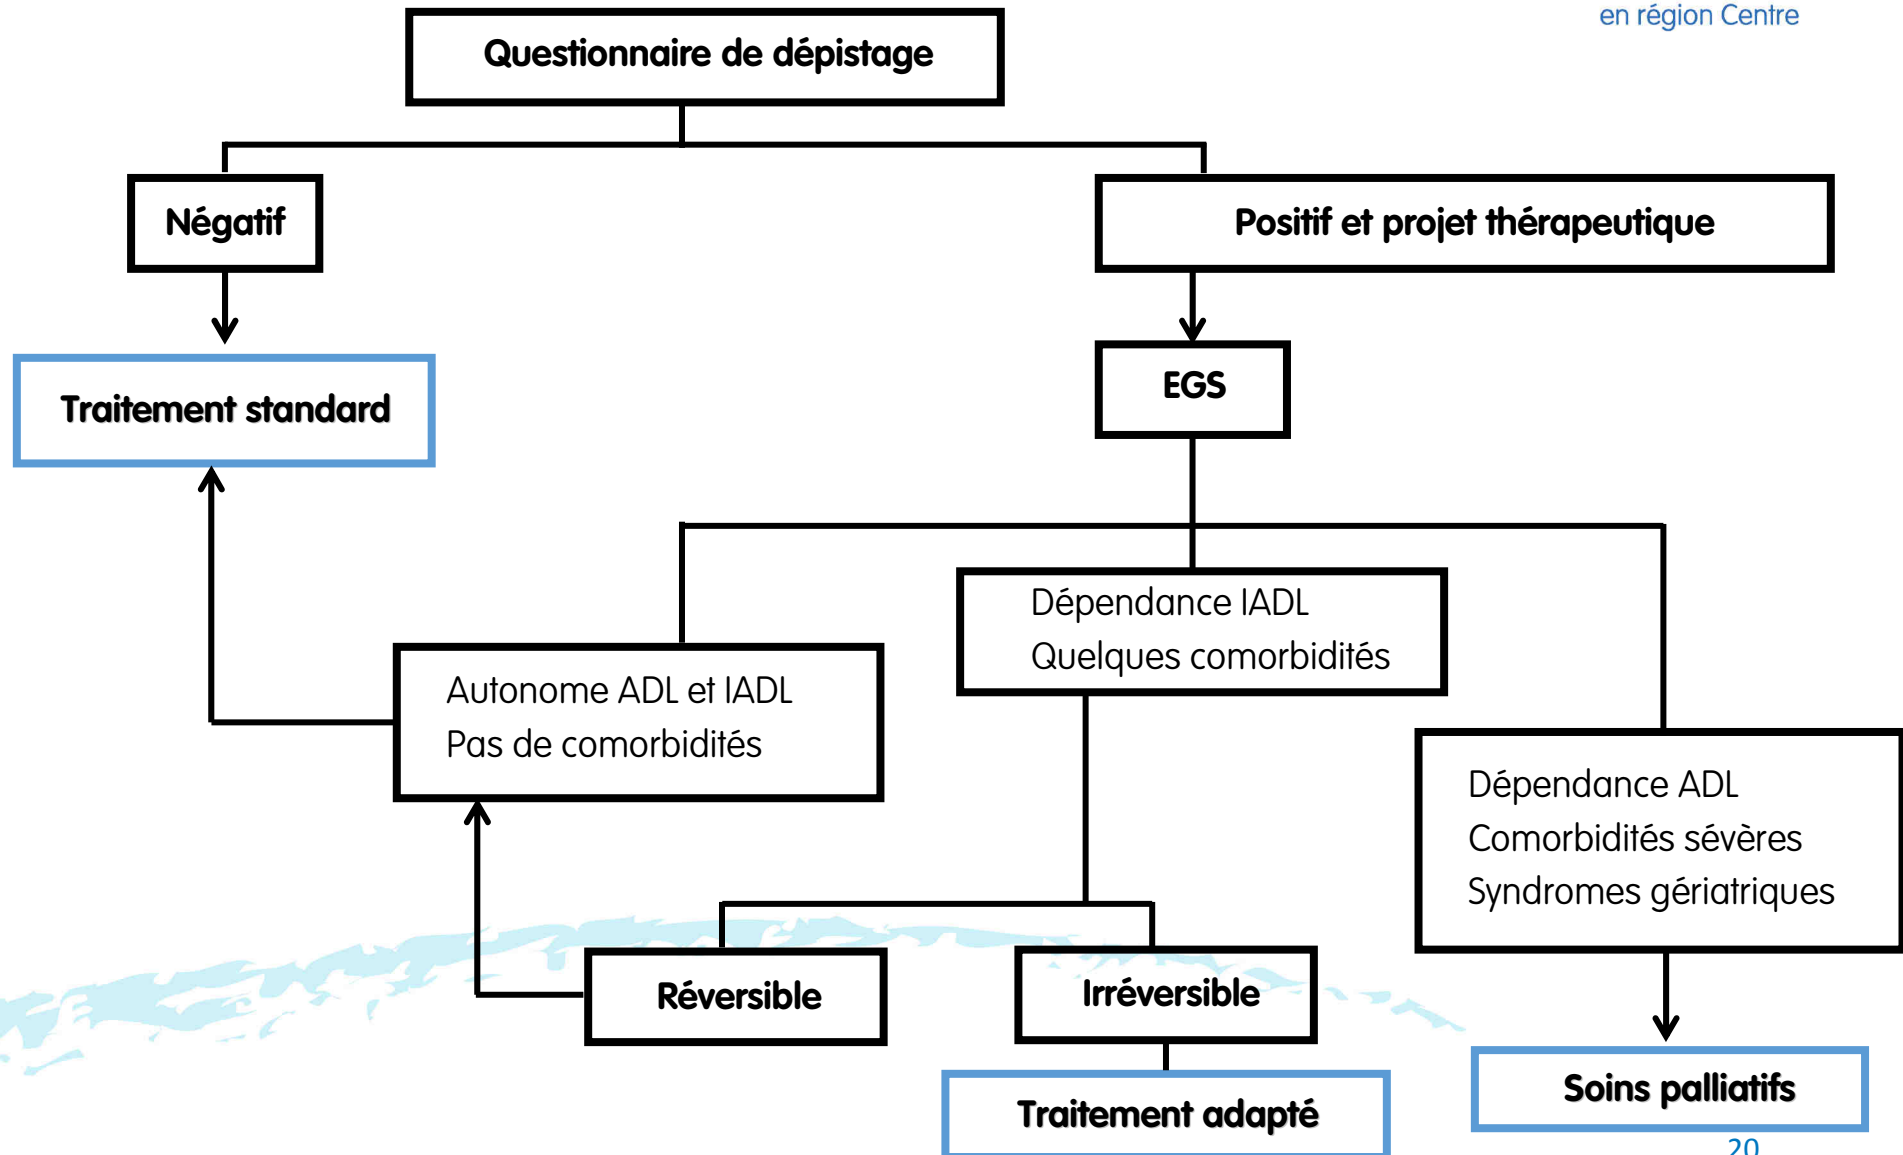 en région Centre
Questionnaire de dépistage
Négatif
Positif et projet thérapeutique
Traitement standard
EGS
Dépendance IADL
Quelques comorbidités
Autonome ADL et IADL
Pas de comorbidités
Dépendance ADL
Comorbidités sévères
Syndromes gériatriques
Réversible
Irréversible
Traitement adapté
Soins palliatifs
20